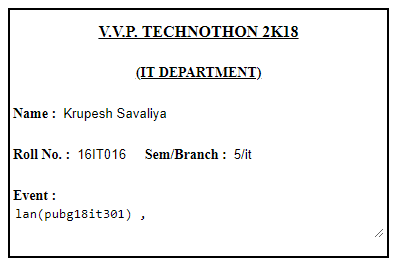 V.V.P. TECHNOTHON 2K18
(IT DEPARTMENT)
Name : Krupesh Savaliya
Roll No. : 16IT016 Sem/Branch : 5/it
Event :
lan(pubg18it301) ,